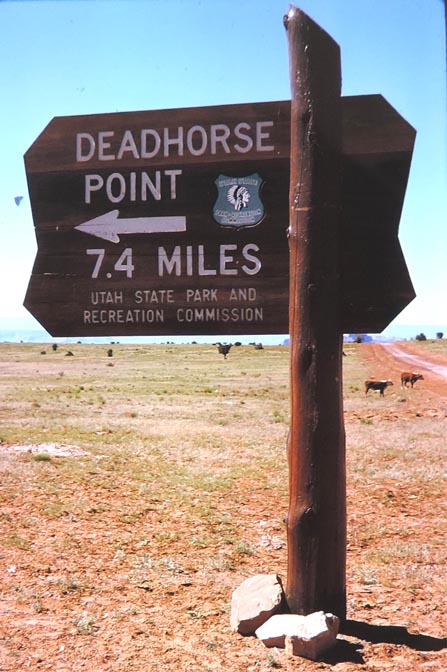 DEADHORSE
POINT
7.4 MILES
UTAH STATE PARK AND
RECREATION COMMISSION